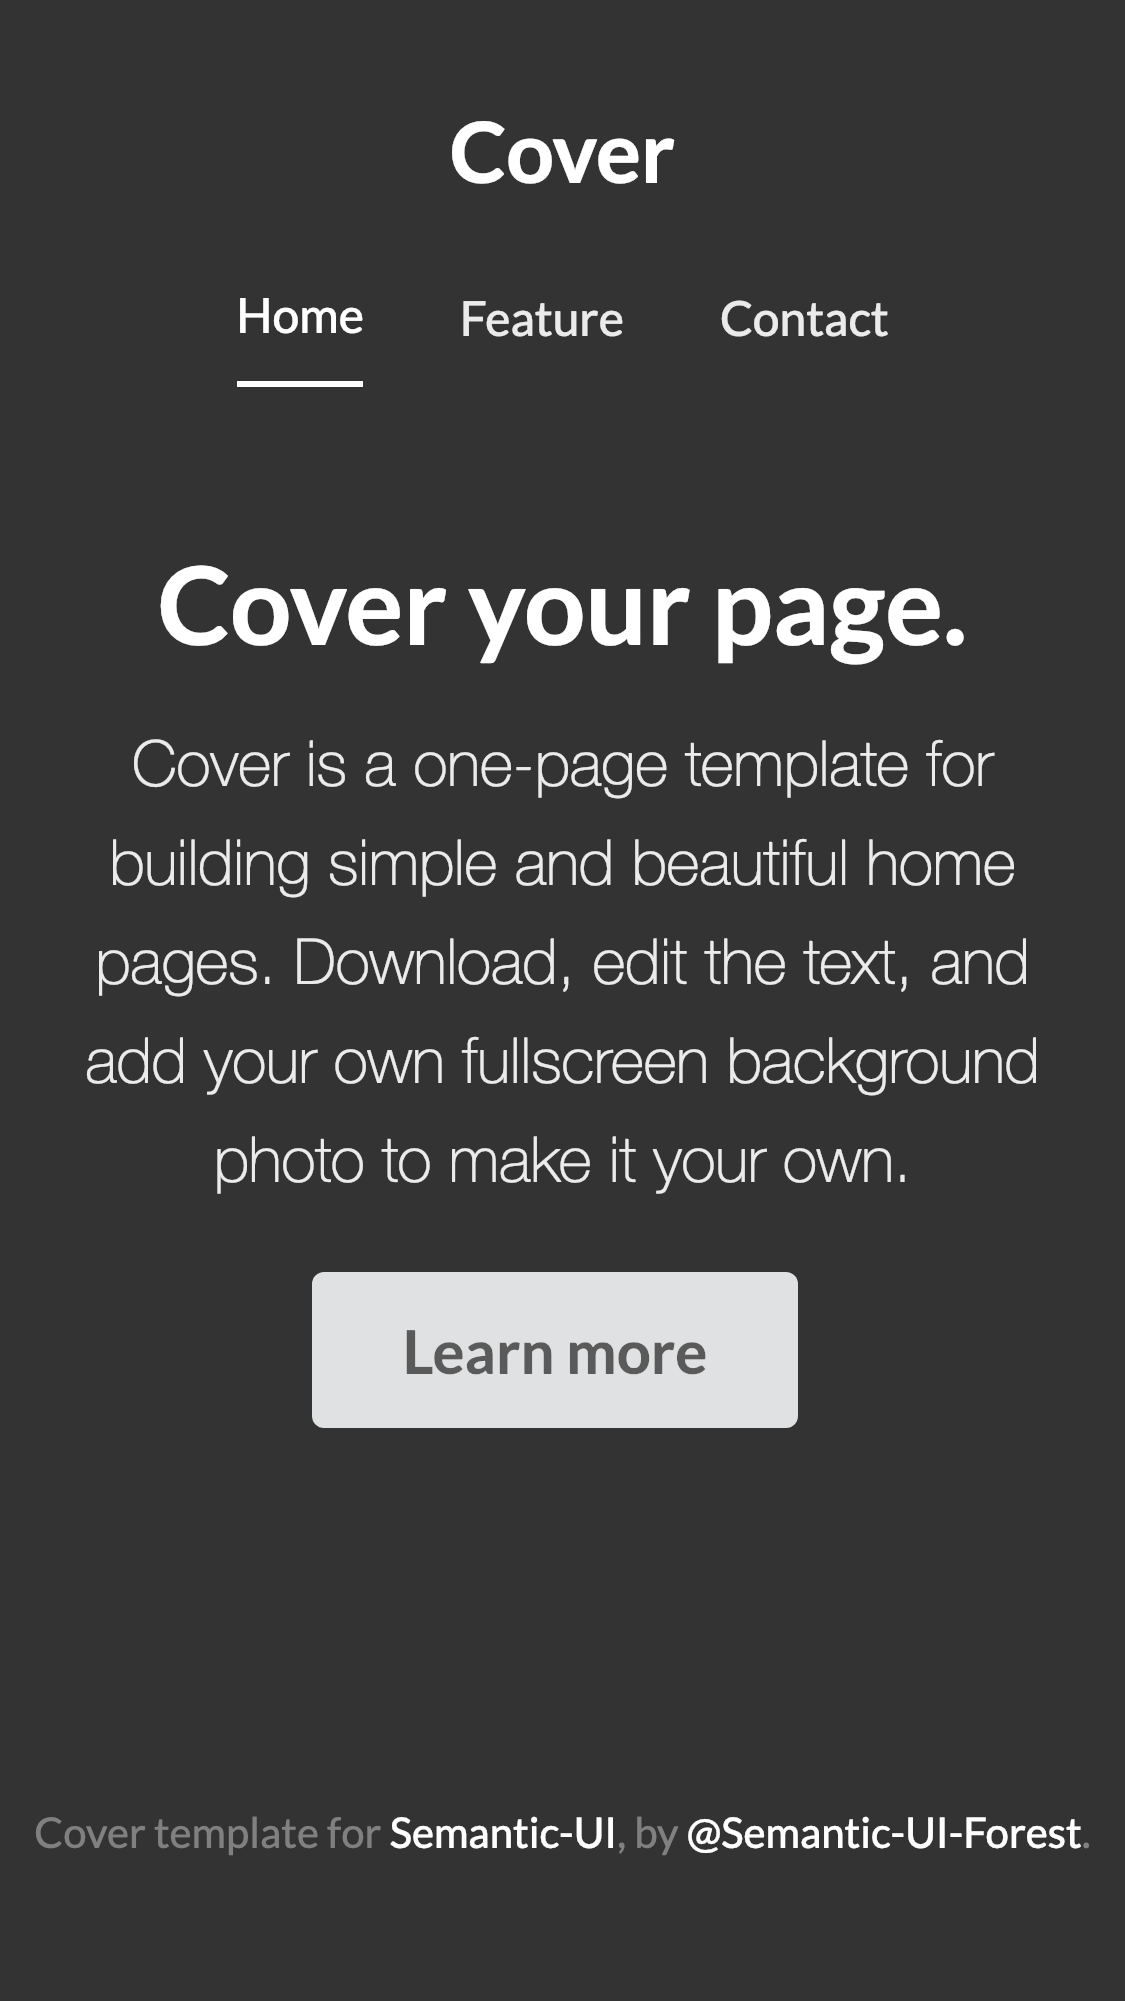 Cover
Home Feature Contact
Cover your page.
Cover is a one-page template for
building simple and beautiful home
pages. Download, edit the text, and
add your own fullscreen background
photo to make it your own.
Learn more
Cover template for Semantic-UI, by @Semantic-UI-Forest.